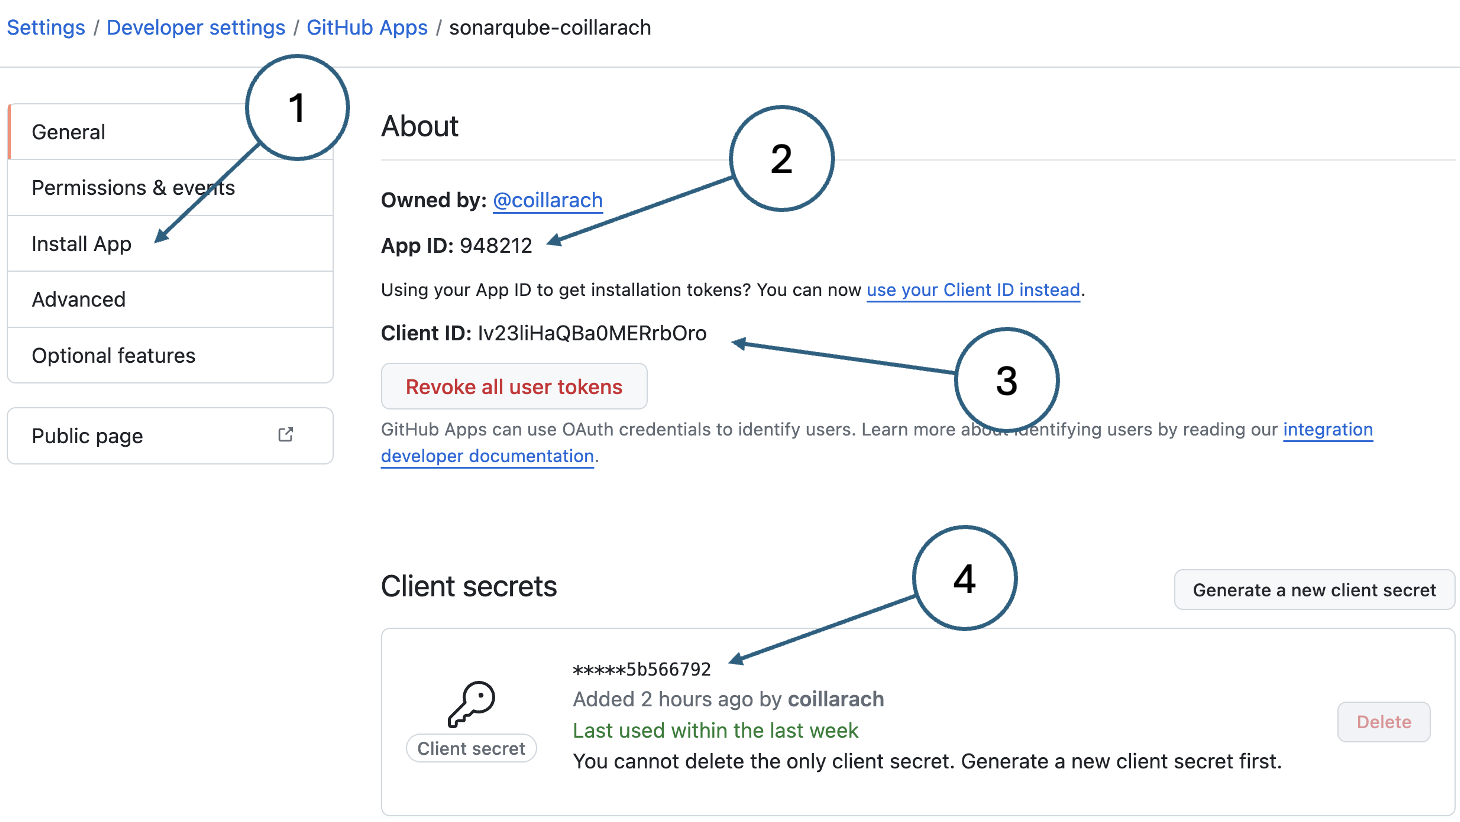 Settings / Developer settings / GitHub Apps / sonarqube-coillarach
1
General
Permissions & events
Install App
Advanced
Optional features
Public page
About
2
Owned by: @coillarach
App ID: 948212
Using your App ID to get installation tokens? You can now use your Client ID instead.
Client ID: Iv23liHaQBa0MERrbOro
3
Revoke all user tokens
GitHub Apps can use OAuth credentials to identify users. Learn more about identifying users by reading our integration
developer documentation.
4
Client secrets
Generate a new client secret
*****5b566792
Added 2 hours ago by coillarach
Last used within the last week
You cannot delete the only client secret. Generate a new client secret first.
Client secret
Delete